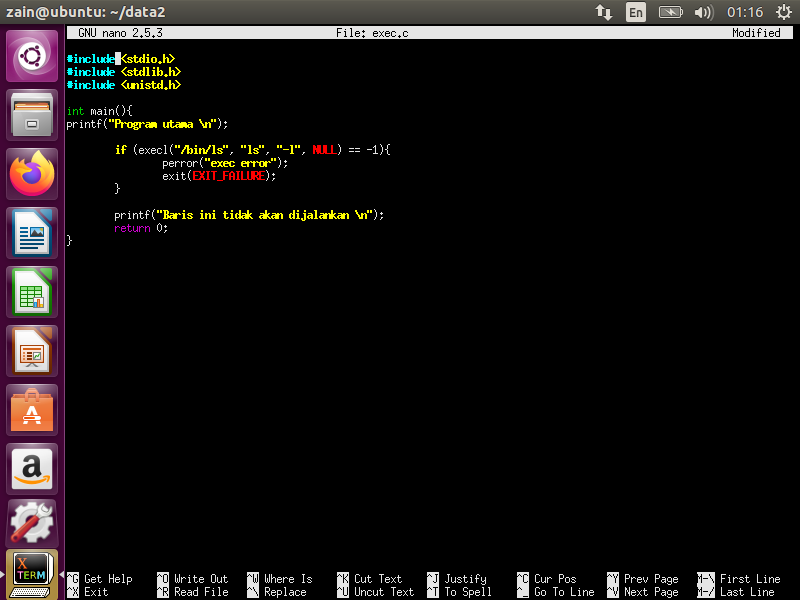 zain@ubuntu: ~/data2 En 01:16
GNU nano 2.5.3 File: exec.c Modified
#include <stdio.h>
#include <stdlib.h>
#include <unistd.h>
int main(){
printf("Program utama \n");
if (execl("/bin/ls", "ls", "-l", NULL) == -1){
perror("exec error");
exit(EXIT_FAILURE);
}
printf("Baris ini tidak akan dijalankan \n");
return 0;
}
^G Get Help ^O Write Out ^W Where Is ^K Cut Text ^J Justify ^C Cur Pos ^Y Prev Page M-\ First Line
^X Exit ^R Read File ^\ Replace ^U Uncut Text ^T To Spell ^_ Go To Line ^V Next Page M-/ Last Line
A
a
X
TERM